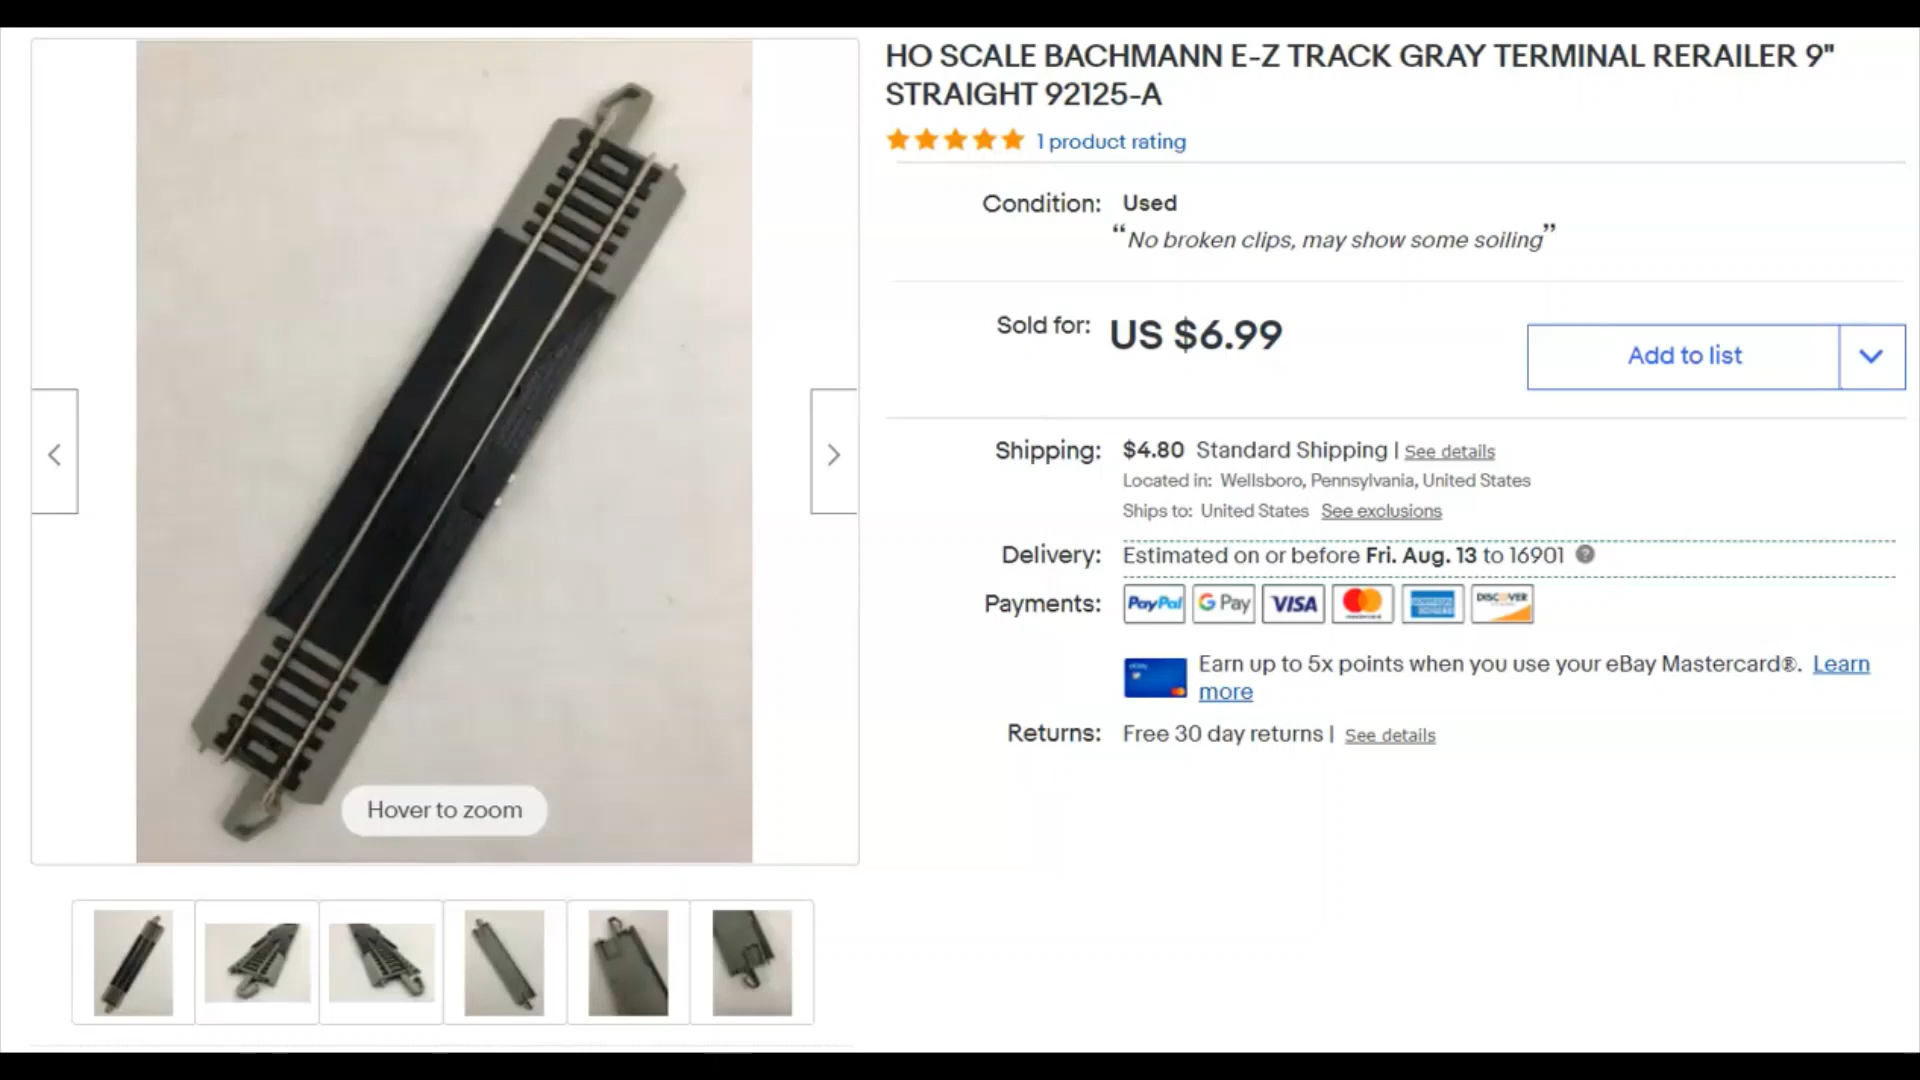 HO SCALE BACHMANN E-Z TRACK GRAY TERMINAL RERAILER 9"
STRAIGHT 92125-A
1 product rating
Condition: Used
“No broken clips, may show some soiling”
Sold for: US $6.99
Add to list
Shipping: $4.80 Standard Shipping | See details
Located in: Wellsboro, Pennsylvania, United States
Ships to: United States See exclusions
Delivery: Estimated on or before Fri. Aug. 13 to 16901 ?
Payments: PayPal G Pay VISA DISCOVER
Earn up to 5x points when you use your eBay Mastercard®. Learn
more
Returns: Free 30 day returns | See details
Hover to zoom